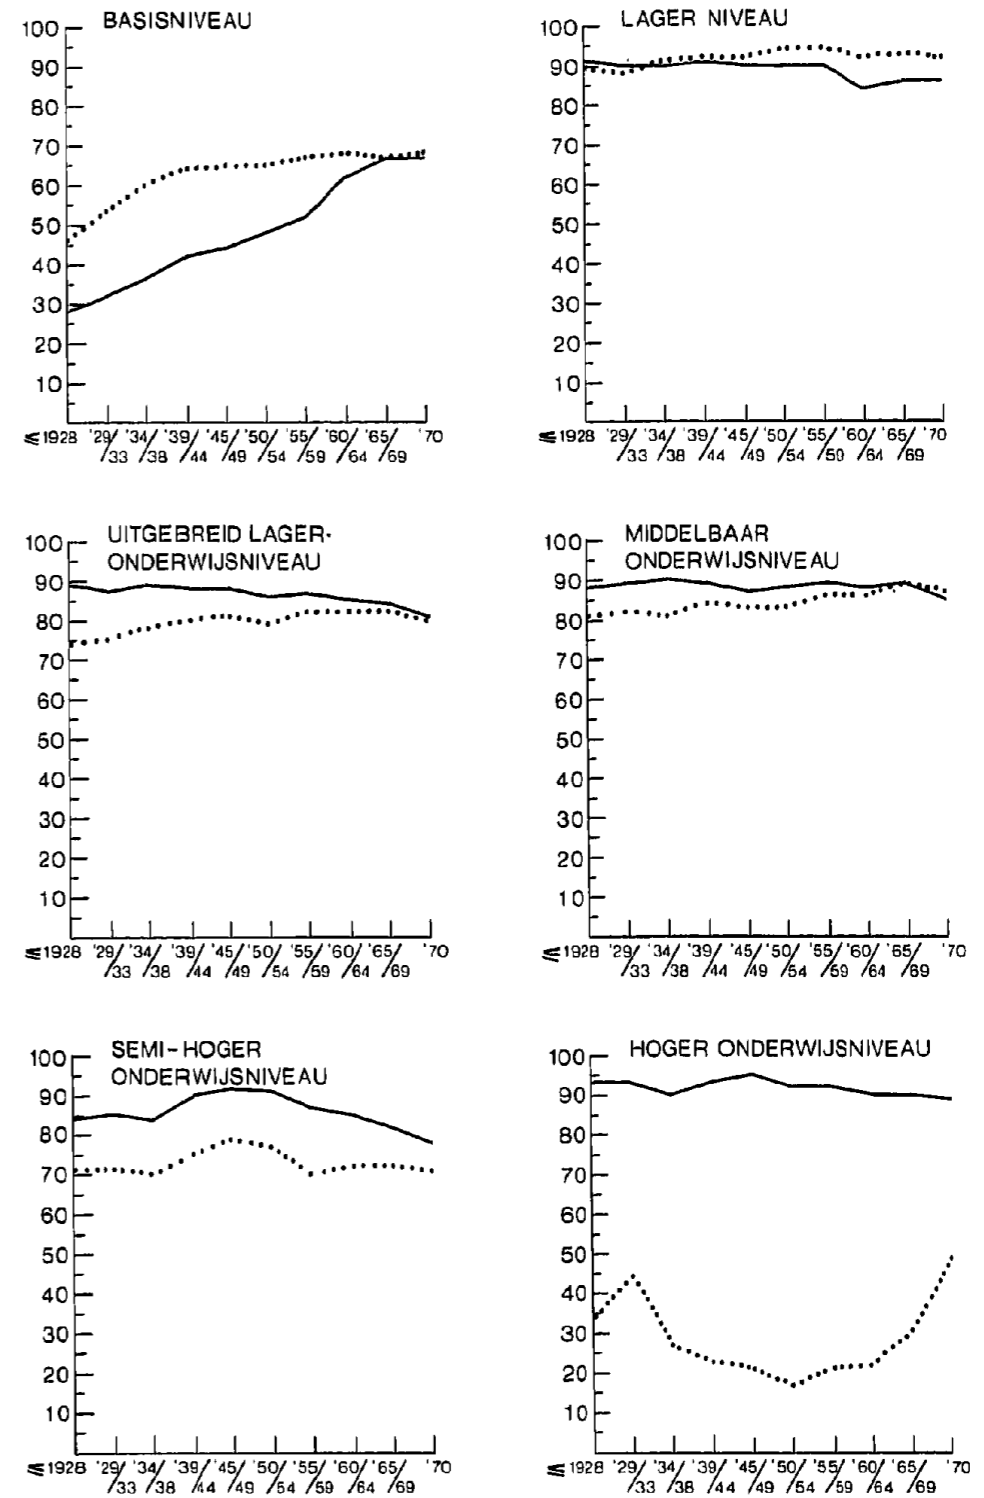 BASISNIVEAU
100
90
80
70
60
50
40
30
20
10
≤ 1928 '29/ '34/ '39/ '45/ '50/ '55/ '60/ '65/ '70
/33 /38 /44 /49 /54 /59 /64 /69
LAGER NIVEAU
100
90
80
70
60
50
40
30
20
10
≤ 1928 '29/ '34/ '39/ '45/ '50/ '55/ '60/ '65/ '70
/33 /38 /44 /49 /54 /59 /64 /69
UITGEBREID LAGER-
ONDERWIJSNIVEAU
100
90
80
70
60
50
40
30
20
10
≤ 1928 '29/ '34/ '39/ '45/ '50/ '55/ '60/ '65/ '70
/33 /38 /44 /49 /54 /59 /64 /69
MIDDELBAAR
ONDERWIJSNIVEAU
100
90
80
70
60
50
40
30
20
10
≤ 1928 '29/ '34/ '39/ '45/ '50/ '55/ '60/ '65/ '70
/33 /38 /44 /49 /54 /59 /64 /69
SEMI-HOGER
ONDERWIJSNIVEAU
100
90
80
70
60
50
40
30
20
10
≤ 1928 '29/ '34/ '39/ '45/ '50/ '55/ '60/ '65/ '70
/33 /38 /44 /49 /54 /59 /64 /69
HOGER ONDERWIJSNIVEAU
100
90
80
70
60
50
40
30
20
10
≤ 1928 '29/ '34/ '39/ '45/ '50/ '55/ '60/ '65/ '70
/33 /38 /44 /49 /54 /59 /64 /69